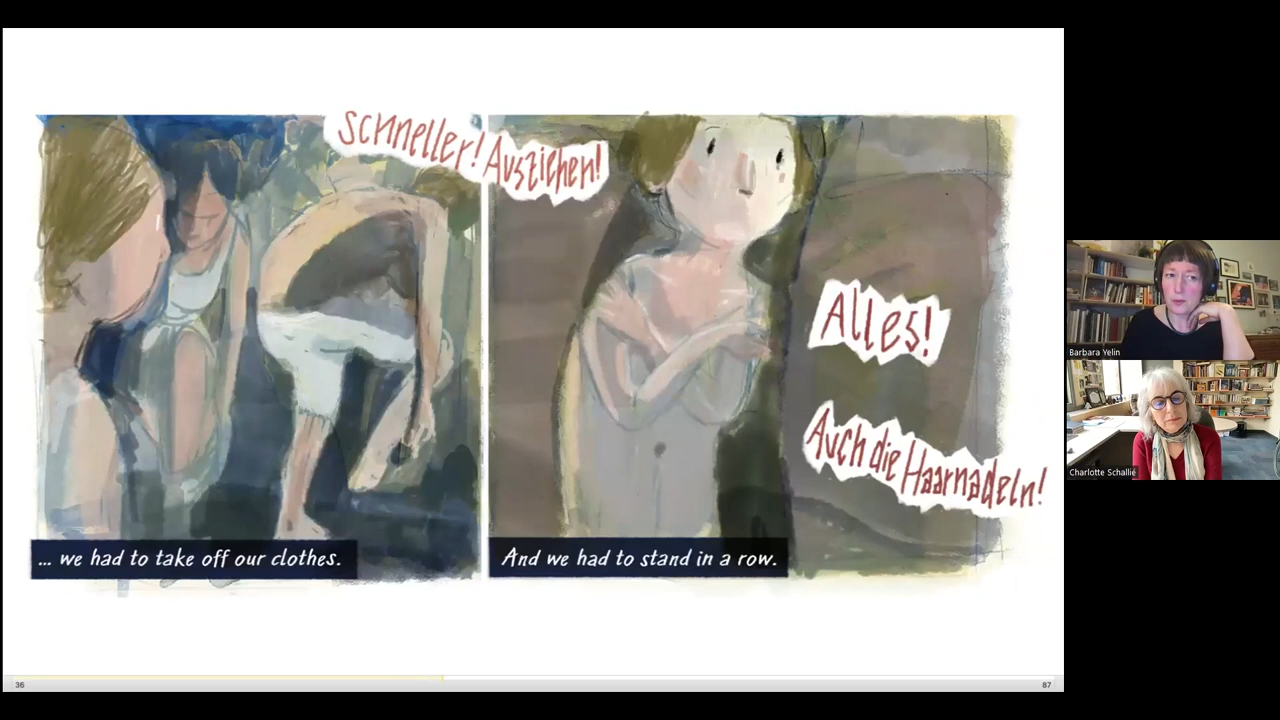 Schneller! Ausziehen!
Alles!
Auch die Haarnadeln!
... we had to take off our clothes.
And we had to stand in a row.
Barbara Yelin
Charlotte Schallié
36
87